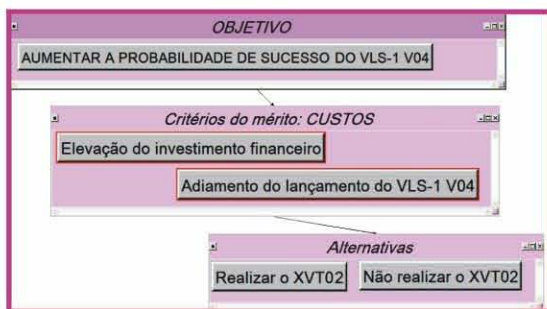 OBJETIVO
AUMENTAR A PROBABILIDADE DE SUCESSO DO VLS-1 V04
Critérios do mérito: CUSTOS
Elevação do investimento financeiro
Adiamento do lançamento do VLS-1 V04
Alternativas
Realizar o XVT02 Não realizar o XVT02